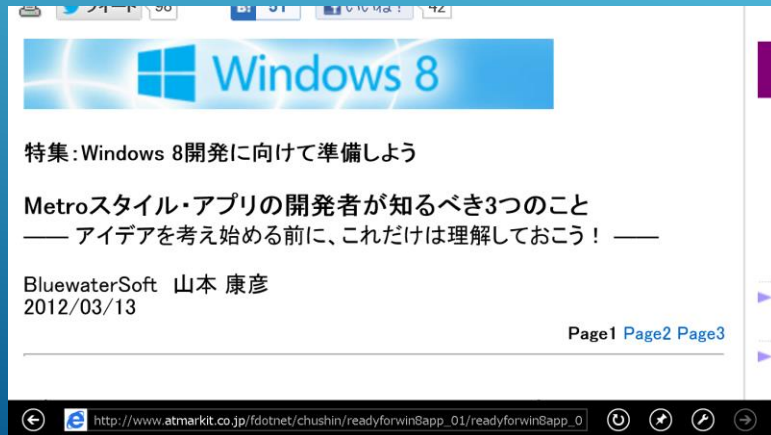 ツイート 98 B! 51 いいね! 42
Windows 8
特集:Windows 8開発に向けて準備しよう
Metroスタイル・アプリの開発者が知るべき3つのこと
―― アイデアを考え始める前に、これだけは理解しておこう! ――
BluewaterSoft 山本 康彦
2012/03/13
Page1 Page2 Page3
http://www.atmarkit.co.jp/fdotnet/chushin/readyforwin8app_01/readyforwin8app_0